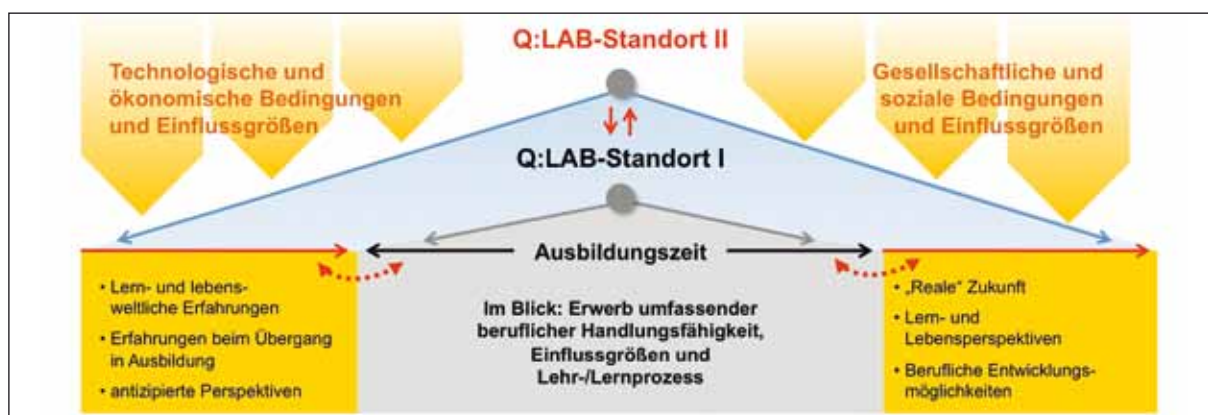 Q:LAB-Standort II
Technologische und
ökonomische Bedingungen
und Einflussgrößen
Gesellschaftliche und
soziale Bedingungen
und Einflussgrößen
Q:LAB-Standort I
Ausbildungszeit
• Lern- und lebens-
weltliche Erfahrungen
• Erfahrungen beim Übergang
in Ausbildung
• antizipierte Perspektiven
Im Blick: Erwerb umfassender
beruflicher Handlungsfähigkeit,
Einflussgrößen und
Lehr-/Lernprozess
• „Reale“ Zukunft
• Lern- und
Lebensperspektiven
• Berufliche Entwicklungs-
möglichkeiten